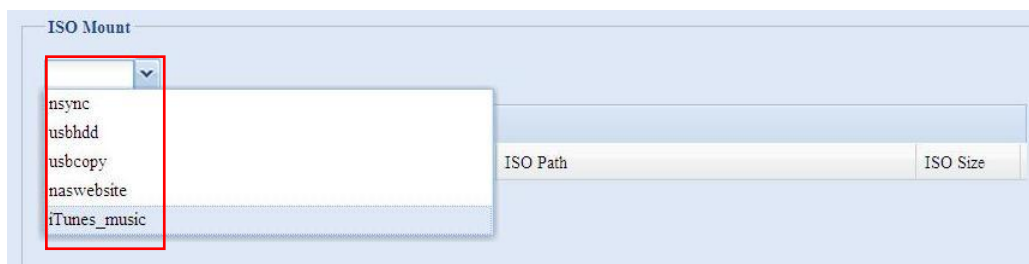 ISO Mount
nsync
usbhdd
usbcopy
ISO Path
ISO Size
naswebsite
iTunes_music